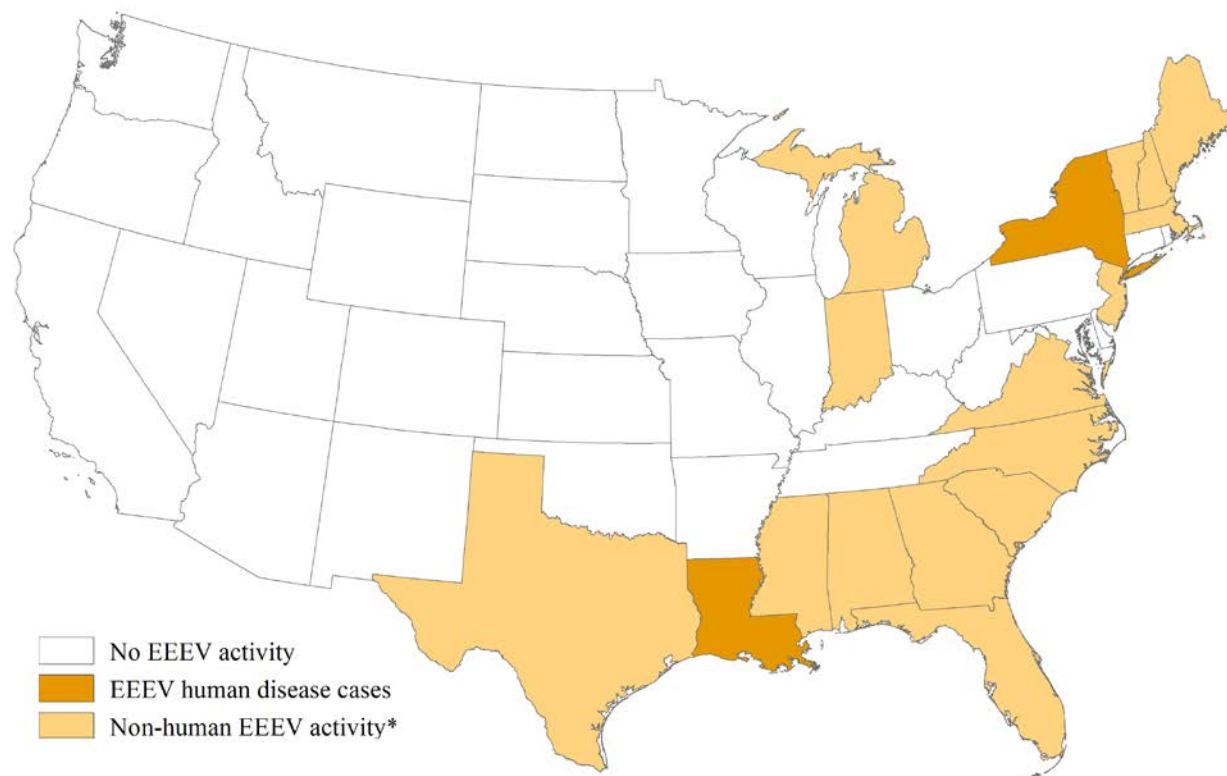 No EEEV activity
EEEV human disease cases
Non-human EEEV activity*